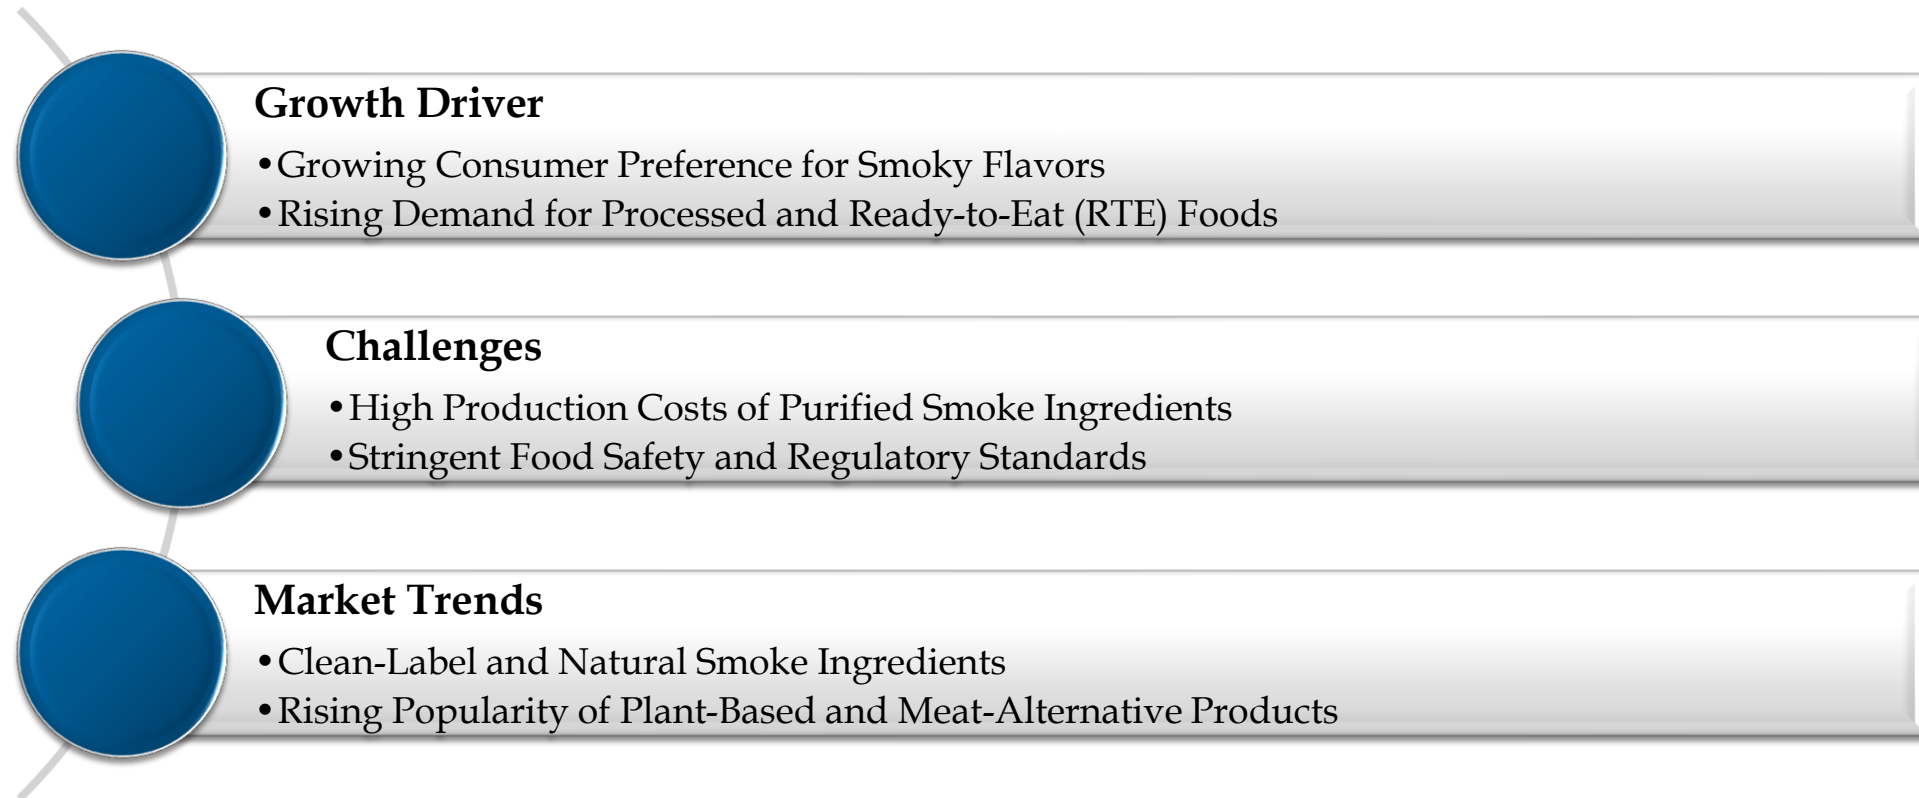 Growth Driver
•Growing Consumer Preference for Smoky Flavors
•Rising Demand for Processed and Ready-to-Eat (RTE) Foods
Challenges
•High Production Costs of Purified Smoke Ingredients
•Stringent Food Safety and Regulatory Standards
Market Trends
•Clean-Label and Natural Smoke Ingredients
•Rising Popularity of Plant-Based and Meat-Alternative Products